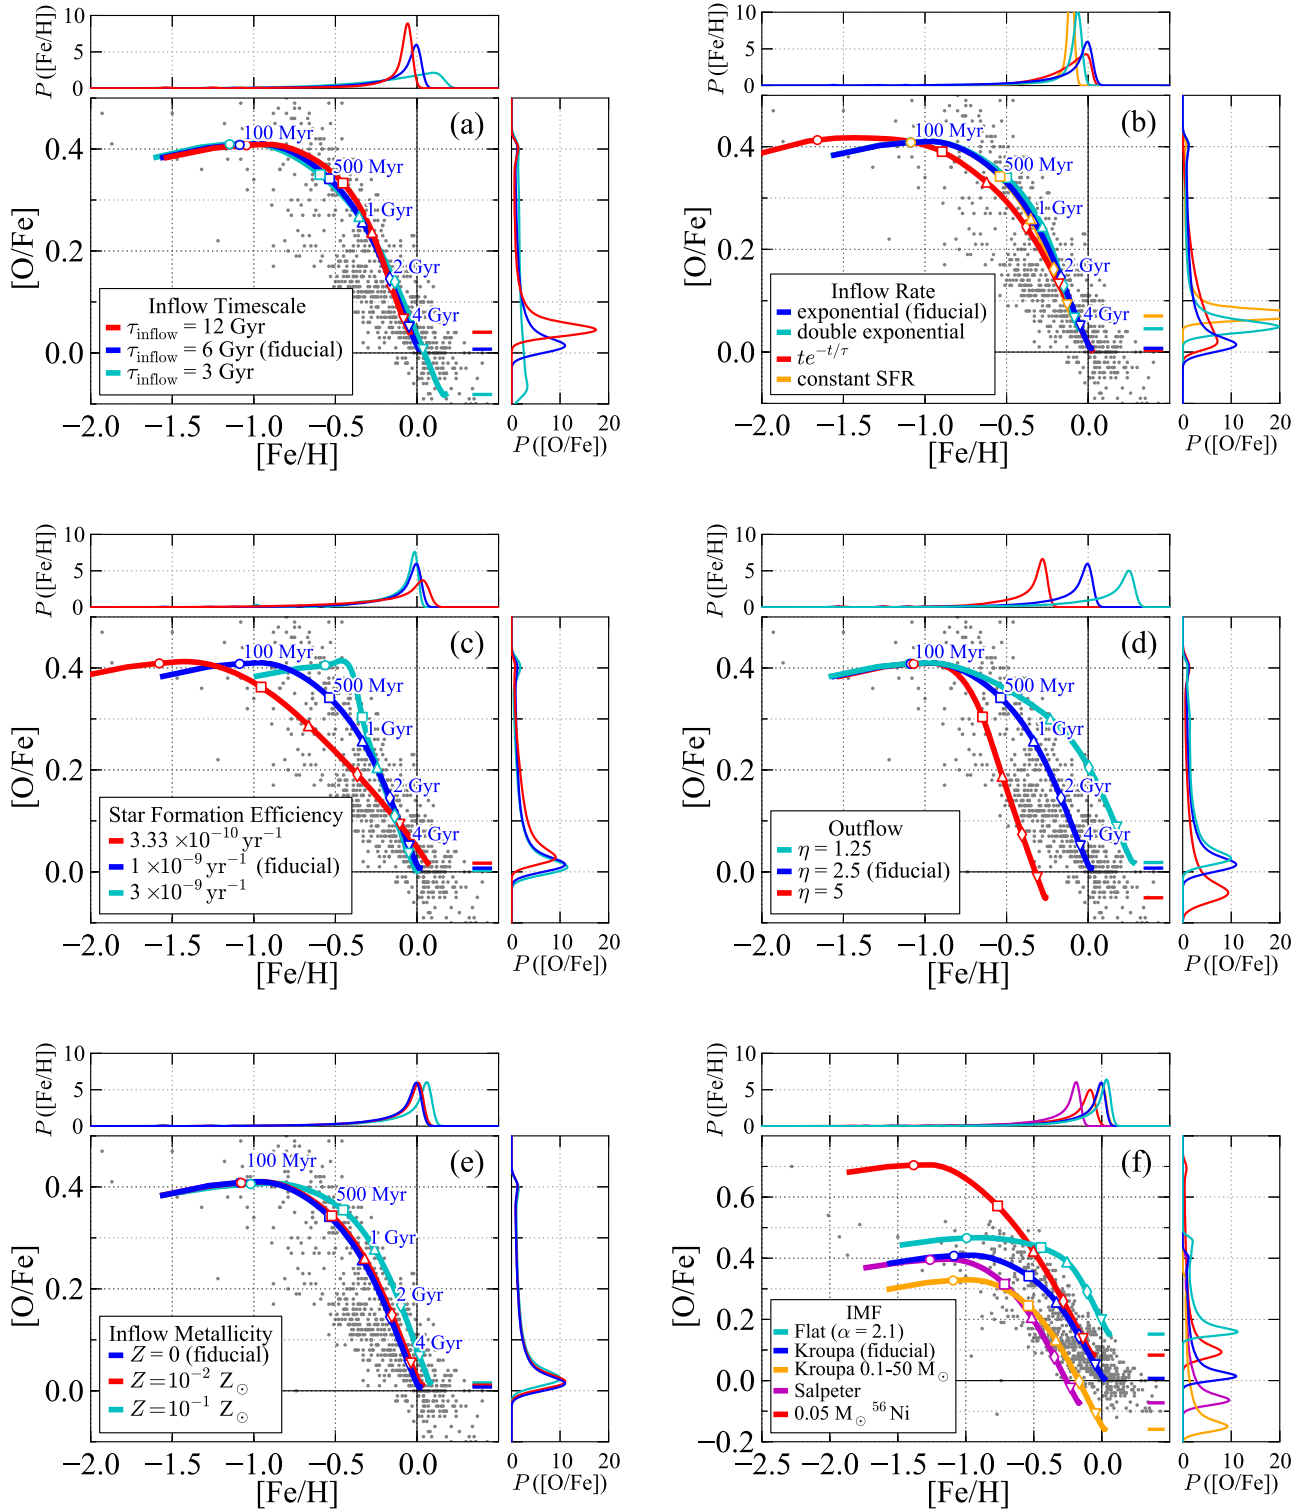 10
5
0
P([Fe/H])
(a)
100 Myr
500 Myr
1 Gyr
2 Gyr
4 Gyr
0.4
0.2
0.0
[O/Fe]
Inflow Timescale
τinflow = 12 Gyr
τinflow = 6 Gyr (fiducial)
τinflow = 3 Gyr
−2.0 −1.5 −1.0 −0.5 0.0
[Fe/H]
0 10 20
P([O/Fe])
10
5
0
P([Fe/H])
(b)
100 Myr
500 Myr
1 Gyr
2 Gyr
4 Gyr
0.4
0.2
0.0
[O/Fe]
Inflow Rate
exponential (fiducial)
double exponential
te−t/τ
constant SFR
−2.0 −1.5 −1.0 −0.5 0.0
[Fe/H]
0 10 20
P([O/Fe])
10
5
0
P([Fe/H])
(c)
100 Myr
500 Myr
1 Gyr
2 Gyr
4 Gyr
0.4
0.2
0.0
[O/Fe]
Star Formation Efficiency
3.33 ×10−10 yr−1
1 ×10−9 yr−1 (fiducial)
3 ×10−9 yr−1
−2.0 −1.5 −1.0 −0.5 0.0
[Fe/H]
0 10 20
P([O/Fe])
10
5
0
P([Fe/H])
(d)
100 Myr
500 Myr
1 Gyr
2 Gyr
4 Gyr
0.4
0.2
0.0
[O/Fe]
Outflow
η = 1.25
η = 2.5 (fiducial)
η = 5
−2.0 −1.5 −1.0 −0.5 0.0
[Fe/H]
0 10 20
P([O/Fe])
10
5
0
P([Fe/H])
(e)
100 Myr
500 Myr
1 Gyr
2 Gyr
4 Gyr
0.4
0.2
0.0
[O/Fe]
Inflow Metallicity
Z = 0 (fiducial)
Z = 10−2 Z⊙
Z = 10−1 Z⊙
−2.0 −1.5 −1.0 −0.5 0.0
[Fe/H]
0 10 20
P([O/Fe])
10
5
0
P([Fe/H])
(f)
0.6
0.4
0.2
0.0
−0.2
[O/Fe]
IMF
Flat (α = 2.1)
Kroupa (fiducial)
Kroupa 0.1-50 M⊙
Salpeter
0.05 M⊙ 56Ni
−2.5 −2.0 −1.5 −1.0 −0.5 0.0
[Fe/H]
0 10 20
P([O/Fe])